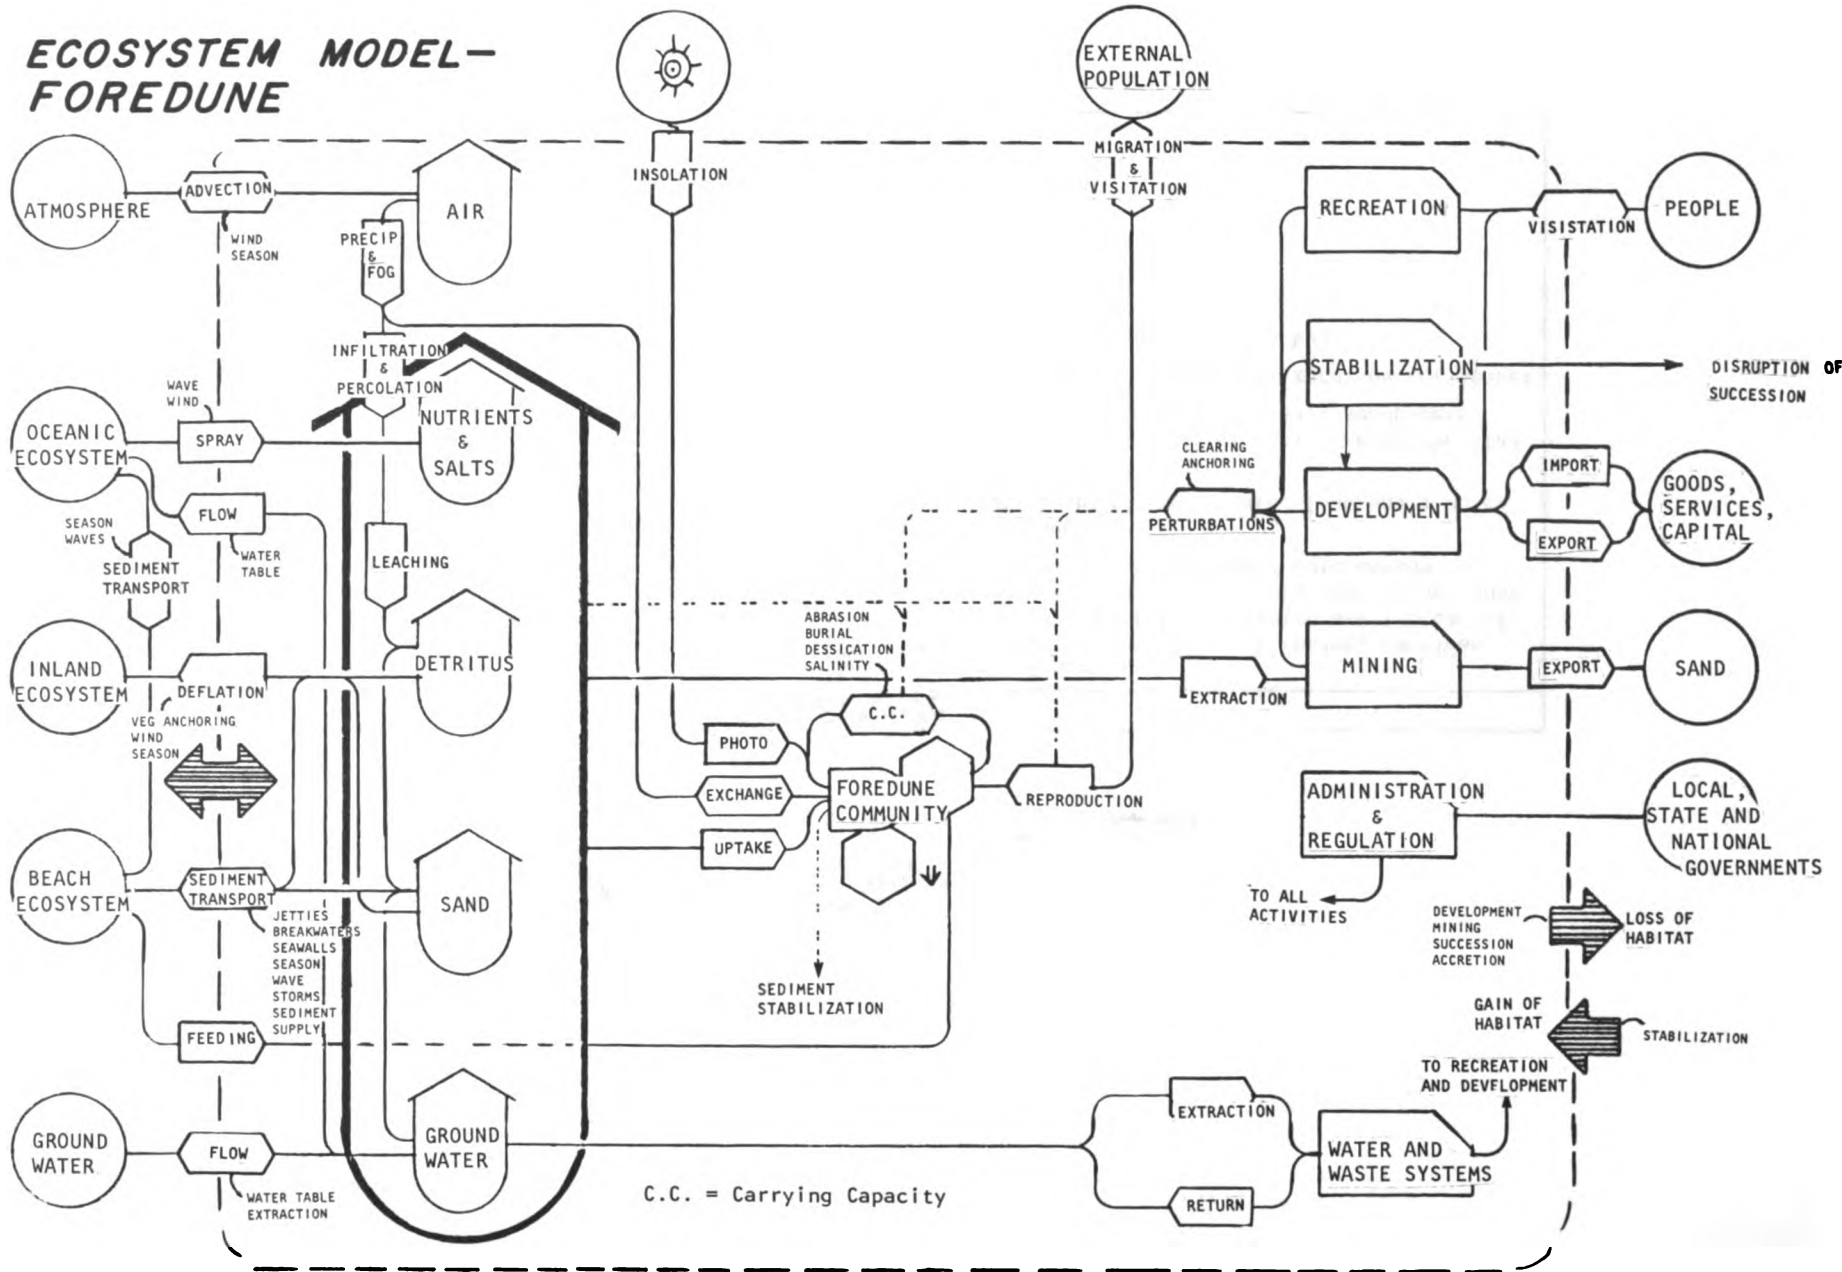 ECOSYSTEM MODEL—
FOREDUNE
EXTERNAL
POPULATION
ATMOSPHERE
ADVECTION
WIND
SEASON
AIR
PRECIP
&
FOG
INSOLATION
MIGRATION
&
VISITATION
RECREATION
VISISTATION
PEOPLE
INFILTRATION
&
PERCOLATION
OCEANIC
ECOSYSTEM
WAVE
WIND
SPRAY
NUTRIENTS
&
SALTS
STABILIZATION
DISRUPTION OF
SUCCESSION
FLOW
WATER
TABLE
SEASON
WAVES
SEDIMENT
TRANSPORT
LEACHING
CLEARING
ANCHORING
PERTURBATIONS
DEVELOPMENT
IMPORT
EXPORT
GOODS,
SERVICES,
CAPITAL
INLAND
ECOSYSTEM
DEFLATION
VEG ANCHORING
WIND
SEASON
DETRITUS
ABRASION
BURIAL
DESSICATION
SALINITY
C.C.
EXTRACTION
MINING
EXPORT
SAND
PHOTO
EXCHANGE
UPTAKE
FOREDUNE
COMMUNITY
REPRODUCTION
ADMINISTRATION
&
REGULATION
LOCAL,
STATE AND
NATIONAL
GOVERNMENTS
TO ALL
ACTIVITIES
BEACH
ECOSYSTEM
SEDIMENT
TRANSPORT
JETTIES
BREAKWATERS
SEAWALLS
SEASON
WAVE
STORMS
SEDIMENT
SUPPLY
SAND
SEDIMENT
STABILIZATION
DEVELOPMENT
MINING
SUCCESSION
ACCRETION
LOSS OF
HABITAT
FEEDING
GAIN OF
HABITAT
STABILIZATION
TO RECREATION
AND DEVELOPMENT
GROUND
WATER
FLOW
WATER TABLE
EXTRACTION
GROUND
WATER
EXTRACTION
RETURN
WATER AND
WASTE SYSTEMS
C.C. = Carrying Capacity